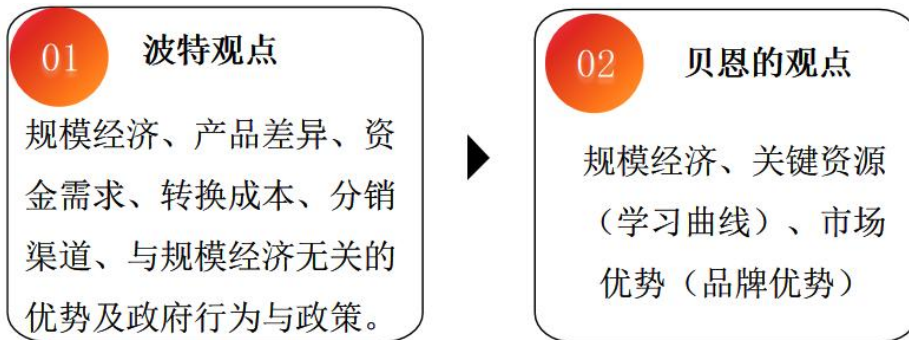 01
波特观点
规模经济、产品差异、资
金需求、转换成本、分销
渠道、与规模经济无关的
优势及政府行为与政策。
02
贝恩的观点
规模经济、关键资源
（学习曲线）、市场
优势（品牌优势）